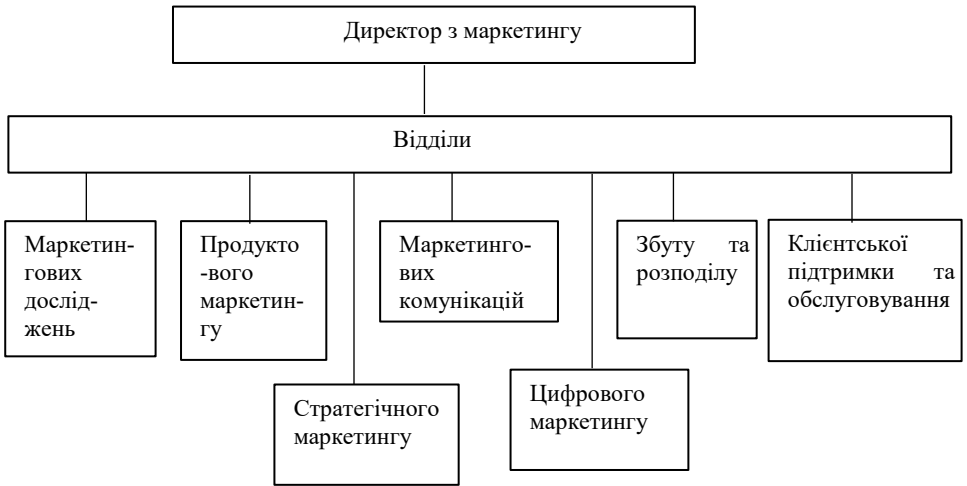 Директор з маркетингу
Відділи
Маркетин-
гових
дослід-
жень
Продукто
-вого
маркетин-
гу
Маркетинго-
вих
комунікацій
Збуту та
розподілу
Клієнтської
підтримки та
обслуговування
Стратегічного
маркетингу
Цифрового
маркетингу